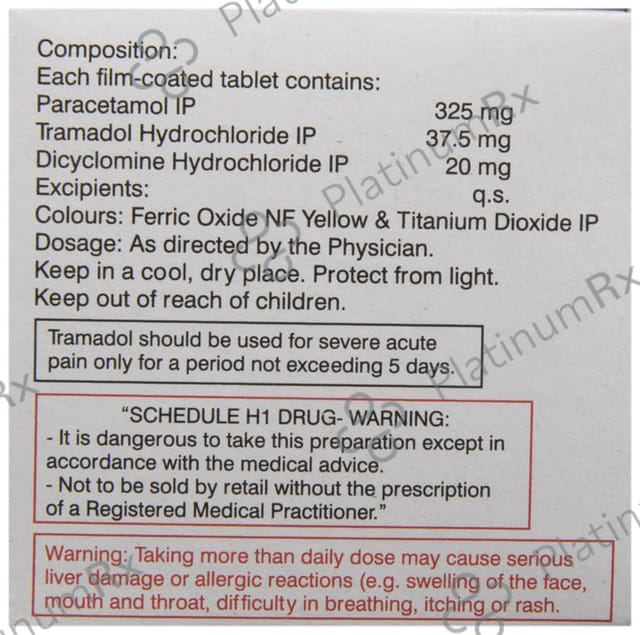 Composition:
Each film-coated tablet contains:
Paracetamol IP 325 mg
Tramadol Hydrochloride IP 37.5 mg
Dicyclomine Hydrochloride IP 20 mg
Excipients: q.s.
Colours: Ferric Oxide NF Yellow & Titanium Dioxide IP
Dosage: As directed by the Physician.
Keep in a cool, dry place. Protect from light.
Keep out of reach of children.
Tramadol should be used for severe acute
pain only for a period not exceeding 5 days.
"SCHEDULE H1 DRUG- WARNING:
- It is dangerous to take this preparation except in
accordance with the medical advice.
- Not to be sold by retail without the prescription
of a Registered Medical Practitioner."
Warning: Taking more than daily dose may cause serious
liver damage or allergic reactions (e.g. swelling of the face,
mouth and throat, difficulty in breathing, itching or rash.
PlatinumRx
PlatinumRx